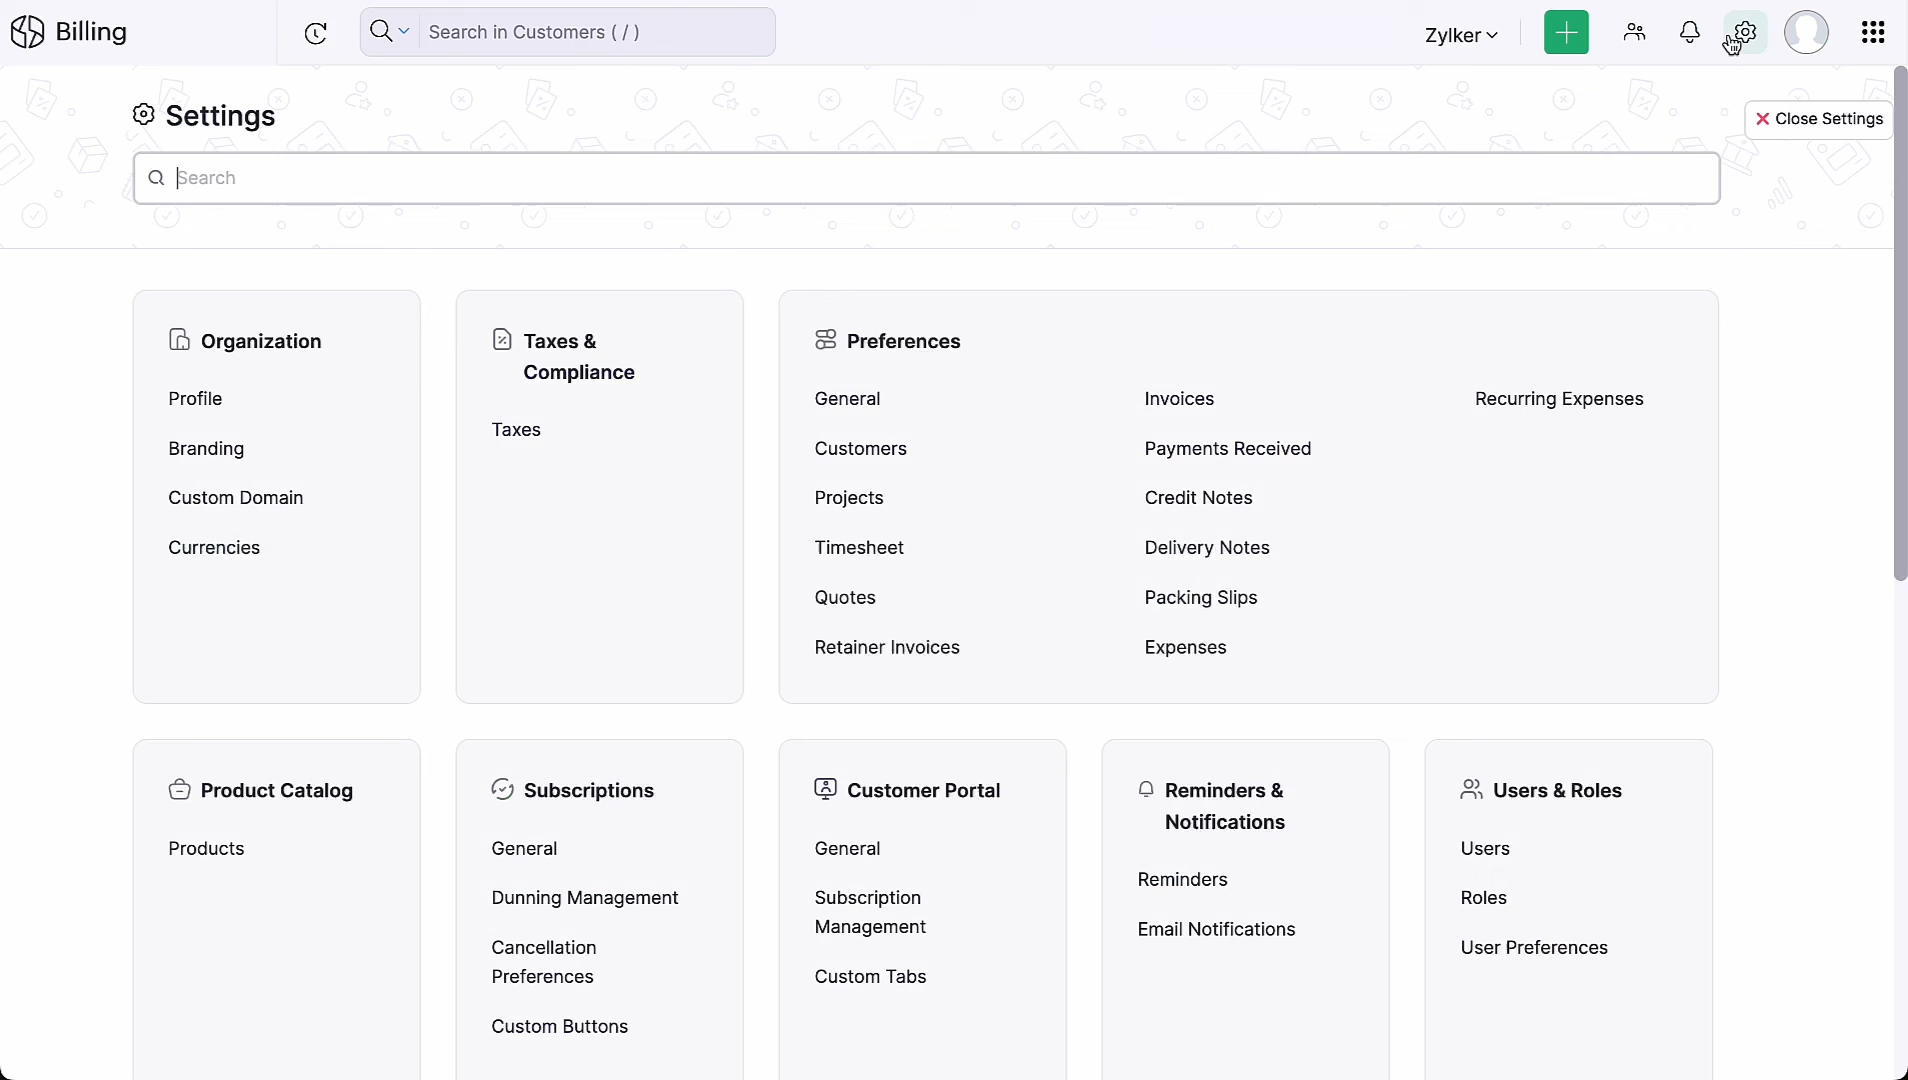 Billing
Search in Customers ( / )
Zylker
Settings
Close Settings
Search
Organization
Profile
Branding
Custom Domain
Currencies
Taxes &
Compliance
Taxes
Preferences
General
Customers
Projects
Timesheet
Quotes
Retainer Invoices
Invoices
Payments Received
Credit Notes
Delivery Notes
Packing Slips
Expenses
Recurring Expenses
Product Catalog
Products
Subscriptions
General
Dunning Management
Cancellation
Preferences
Custom Buttons
Customer Portal
General
Subscription
Management
Custom Tabs
Reminders &
Notifications
Reminders
Email Notifications
Users & Roles
Users
Roles
User Preferences